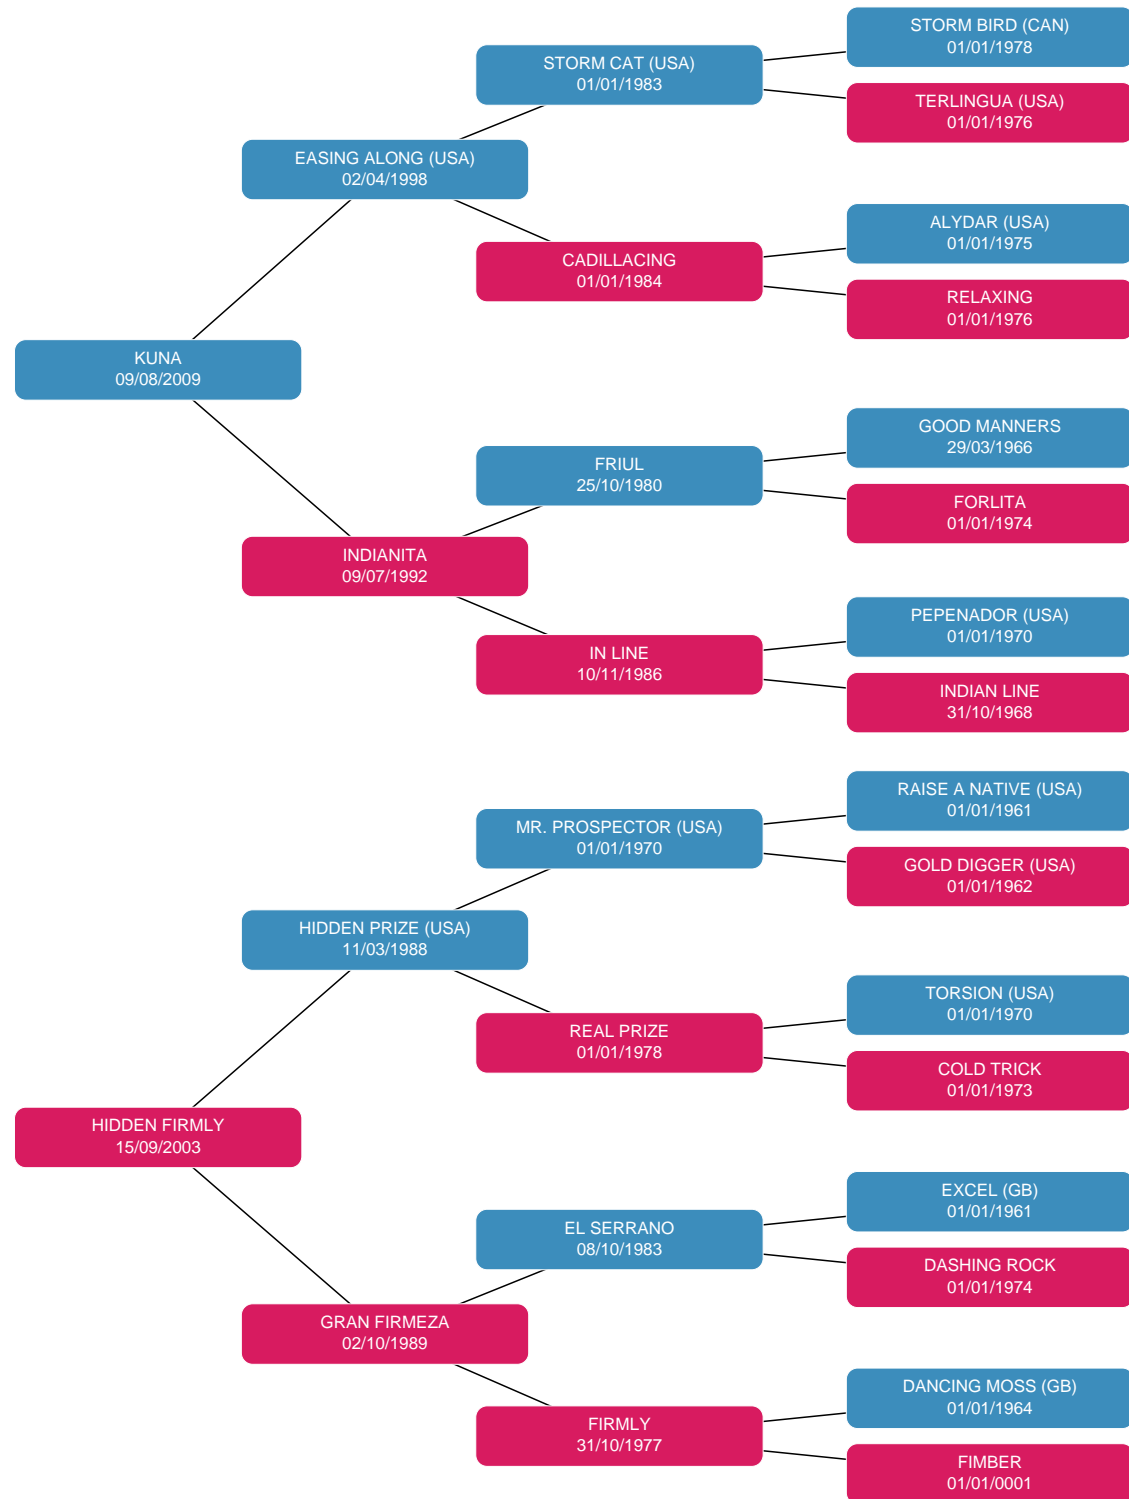 STORM BIRD (CAN)
01/01/1978
STORM CAT (USA)
01/01/1983
TERLINGUA (USA)
01/01/1976
EASING ALONG (USA)
02/04/1998
ALYDAR (USA)
01/01/1975
CADILLACING
01/01/1984
RELAXING
01/01/1976
KUNA
09/08/2009
GOOD MANNERS
29/03/1966
FRIUL
25/10/1980
FORLITA
01/01/1974
INDIANITA
09/07/1992
PEPENADOR (USA)
01/01/1970
IN LINE
10/11/1986
INDIAN LINE
31/10/1968
RAISE A NATIVE (USA)
01/01/1961
MR. PROSPECTOR (USA)
01/01/1970
GOLD DIGGER (USA)
01/01/1962
HIDDEN PRIZE (USA)
11/03/1988
TORSION (USA)
01/01/1970
REAL PRIZE
01/01/1978
COLD TRICK
01/01/1973
HIDDEN FIRMLY
15/09/2003
EXCEL (GB)
01/01/1961
EL SERRANO
08/10/1983
DASHING ROCK
01/01/1974
GRAN FIRMEZA
02/10/1989
DANCING MOSS (GB)
01/01/1964
FIRMLY
31/10/1977
FIMBER
01/01/0001